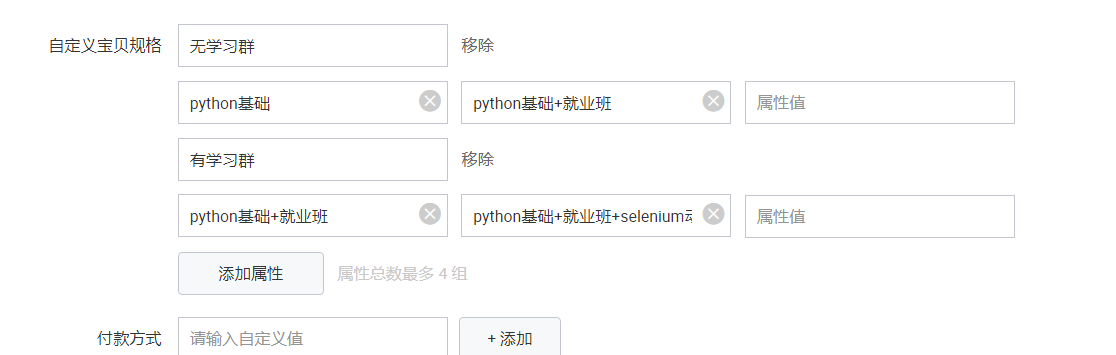 自定义宝贝规格 无学习群 移除
python基础 python基础+就业班 属性值
有学习群 移除
python基础+就业班 python基础+就业班+selenium 属性值
添加属性 属性总数最多 4 组
付款方式 请输入自定义值 + 添加